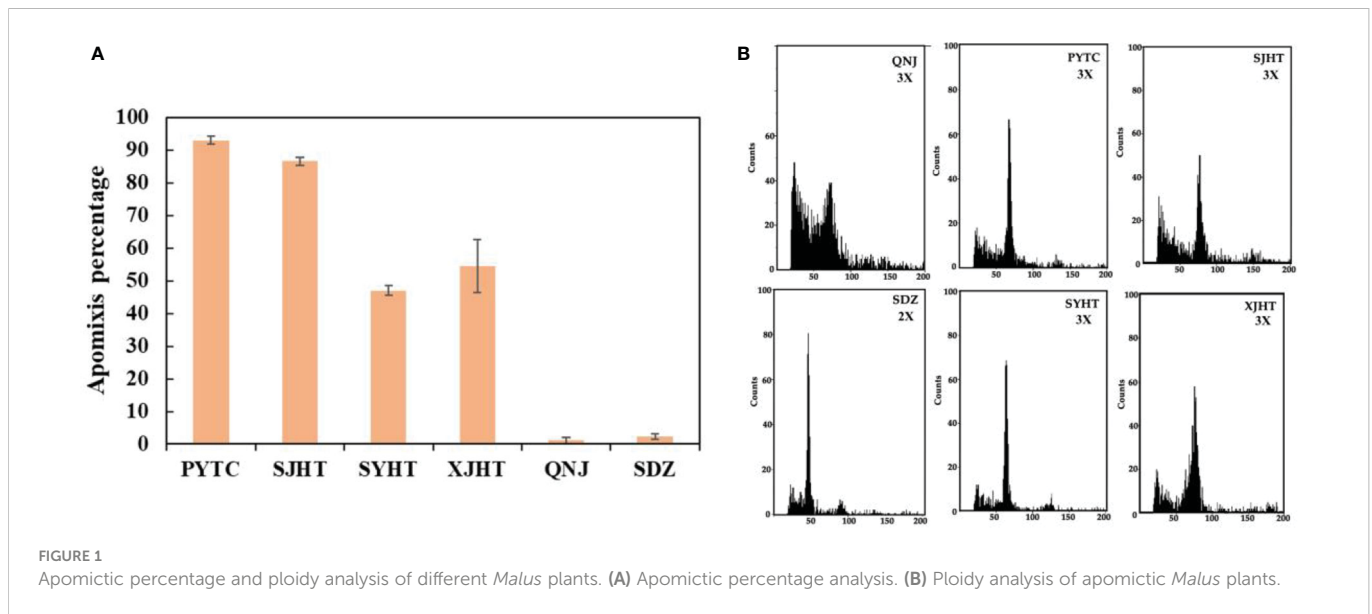 A
Apomixis percentage
100
90
80
70
60
50
40
30
20
10
0
PYTC SJHT SYHT XJHT QNJ SDZ
B
QNJ
3X
Counts
60
40
20
0
50 100 150 200
PYTC
3X
Counts
100
80
60
40
20
0
50 100 150 200
SJHT
3X
Counts
100
80
60
40
20
0
50 100 150 200
SDZ
2X
Counts
100
80
60
40
20
0
50 100 150 200
SYHT
3X
Counts
100
80
60
40
20
0
50 100 150 200
XJHT
3X
Counts
100
80
60
40
20
0
50 100 150 200
FIGURE 1
Apomictic percentage and ploidy analysis of different Malus plants. (A) Apomictic percentage analysis. (B) Ploidy analysis of apomictic Malus plants.